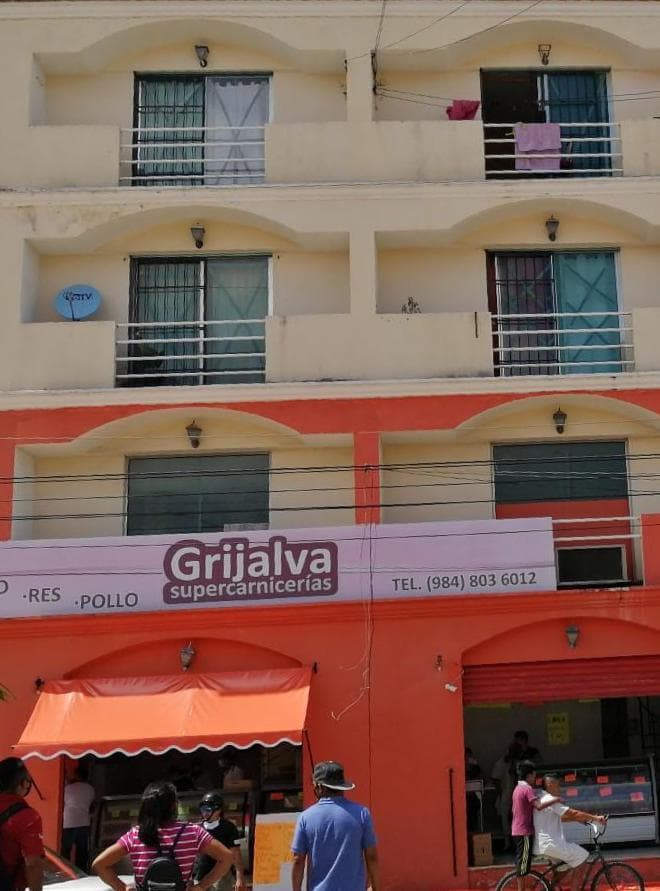 Grijalva
supercarnicerías
·RES
·POLLO
TEL. (984) 803 6012